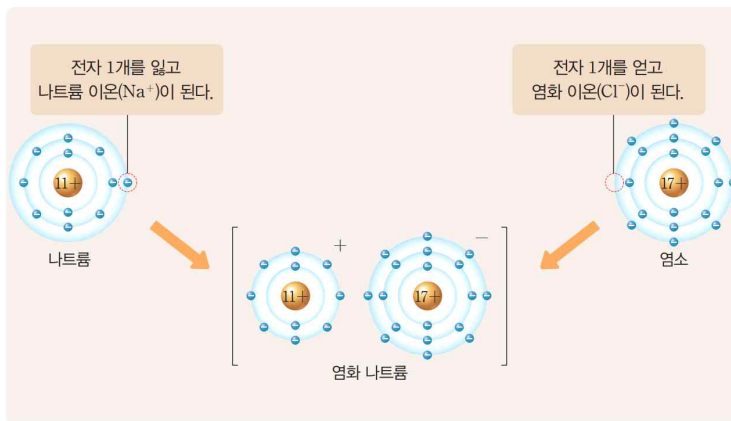 전자 1개를 잃고
나트륨 이온(Na⁺)이 된다.
전자 1개를 얻고
염화 이온(Cl⁻)이 된다.
11+
17+
나트륨
염소
+
−
11+
17+
염화 나트륨